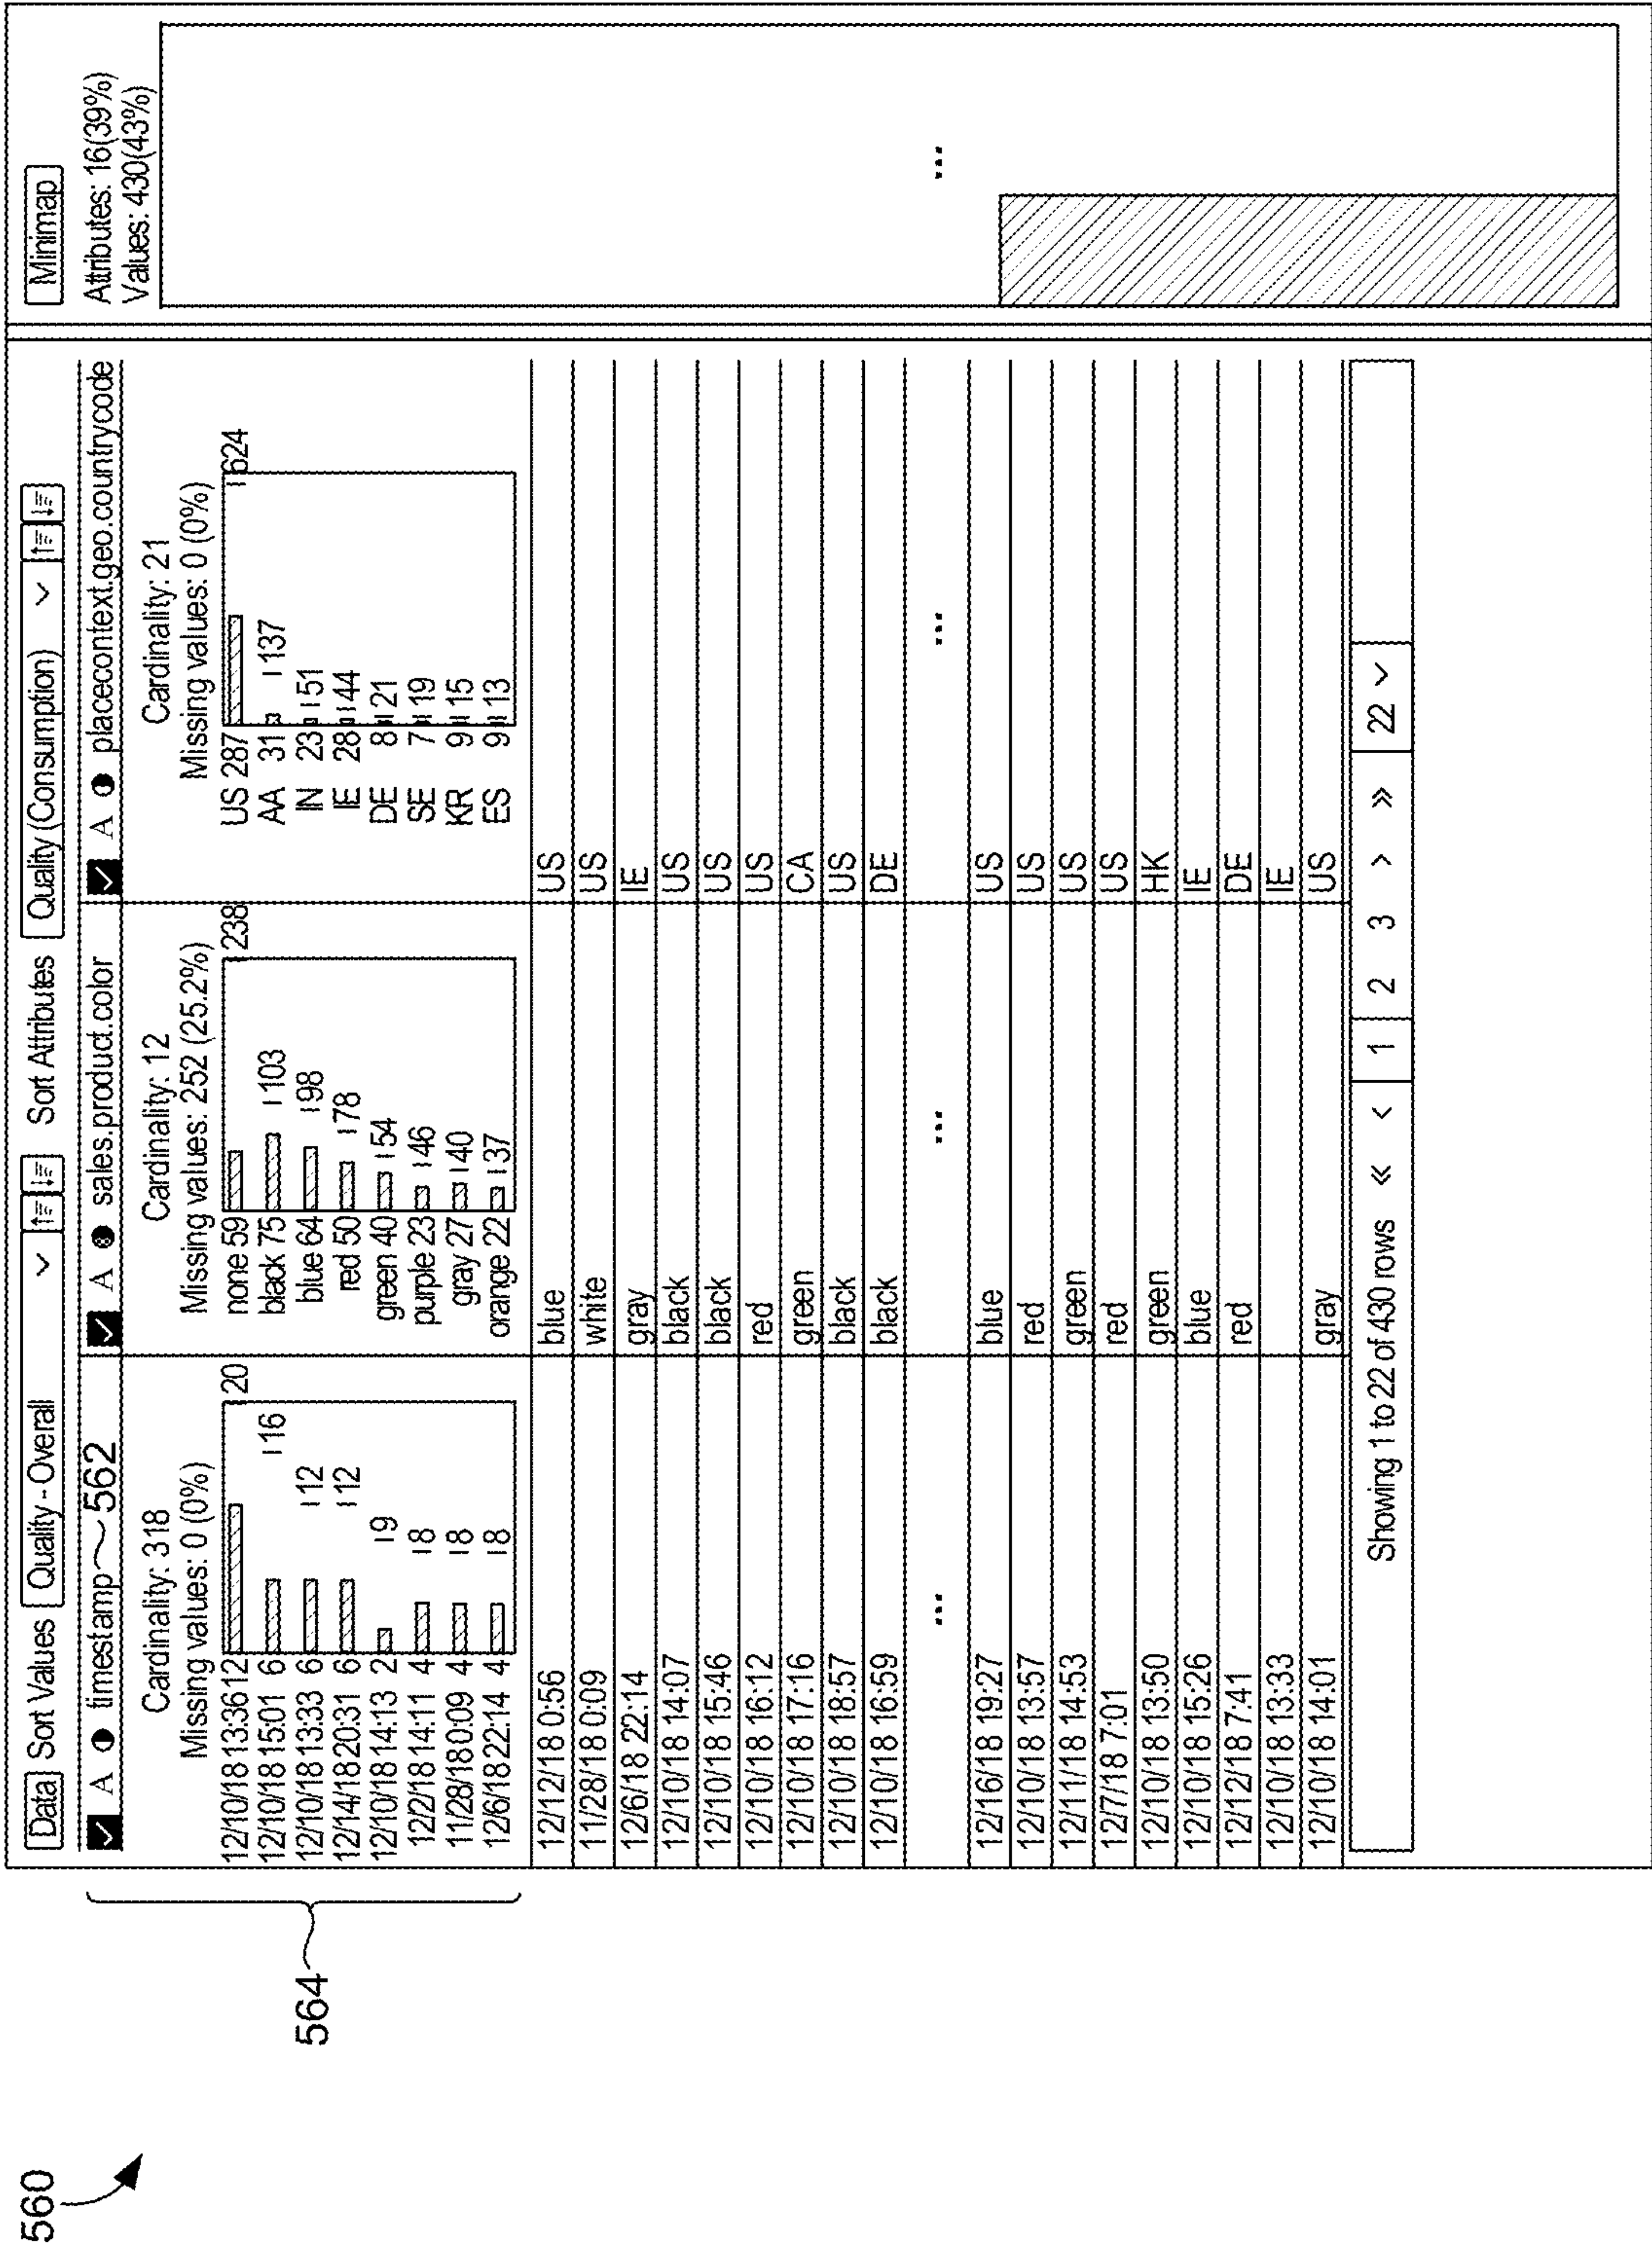 560
564
Data Sort Values Quality - Overall Sort Attributes Quality (Consumption)
A timestamp 562 A sales.product.color A placecontext.geo.countrycode
Cardinality: 318 Cardinality: 12 Cardinality: 21
Missing values: 0 (0%) Missing values: 252 (25.2%) Missing values: 0 (0%)
12/10/18 13:36 12 20 none 59 238 US 287 624
12/10/18 15:01 6 16 black 75 103 AA 31 137
12/10/18 13:33 6 12 blue 64 98 IN 23 51
12/14/18 20:31 6 12 red 50 78 IE 28 44
12/10/18 14:13 2 9 green 40 54 DE 8 21
12/2/18 14:11 4 8 purple 23 46 SE 7 19
11/28/18 0:09 4 8 gray 27 40 KR 9 15
12/6/18 22:14 4 8 orange 22 37 ES 9 13
12/12/18 0:56 blue US
11/28/18 0:09 white US
12/6/18 22:14 gray IE
12/10/18 14:07 black US
12/10/18 15:46 black US
12/10/18 16:12 red US
12/10/18 17:16 green CA
12/10/18 18:57 black US
12/10/18 16:59 black DE
... ... ...
12/16/18 19:27 blue US
12/10/18 13:57 red US
12/11/18 14:53 green US
12/7/18 7:01 red US
12/10/18 13:50 green HK
12/10/18 15:26 blue IE
12/12/18 7:41 red DE
12/10/18 13:33 IE
12/10/18 14:01 gray US
Showing 1 to 22 of 430 rows « < 1 2 3 > » 22
Minimap
Attributes: 16(39%)
Values: 430(43%)
...